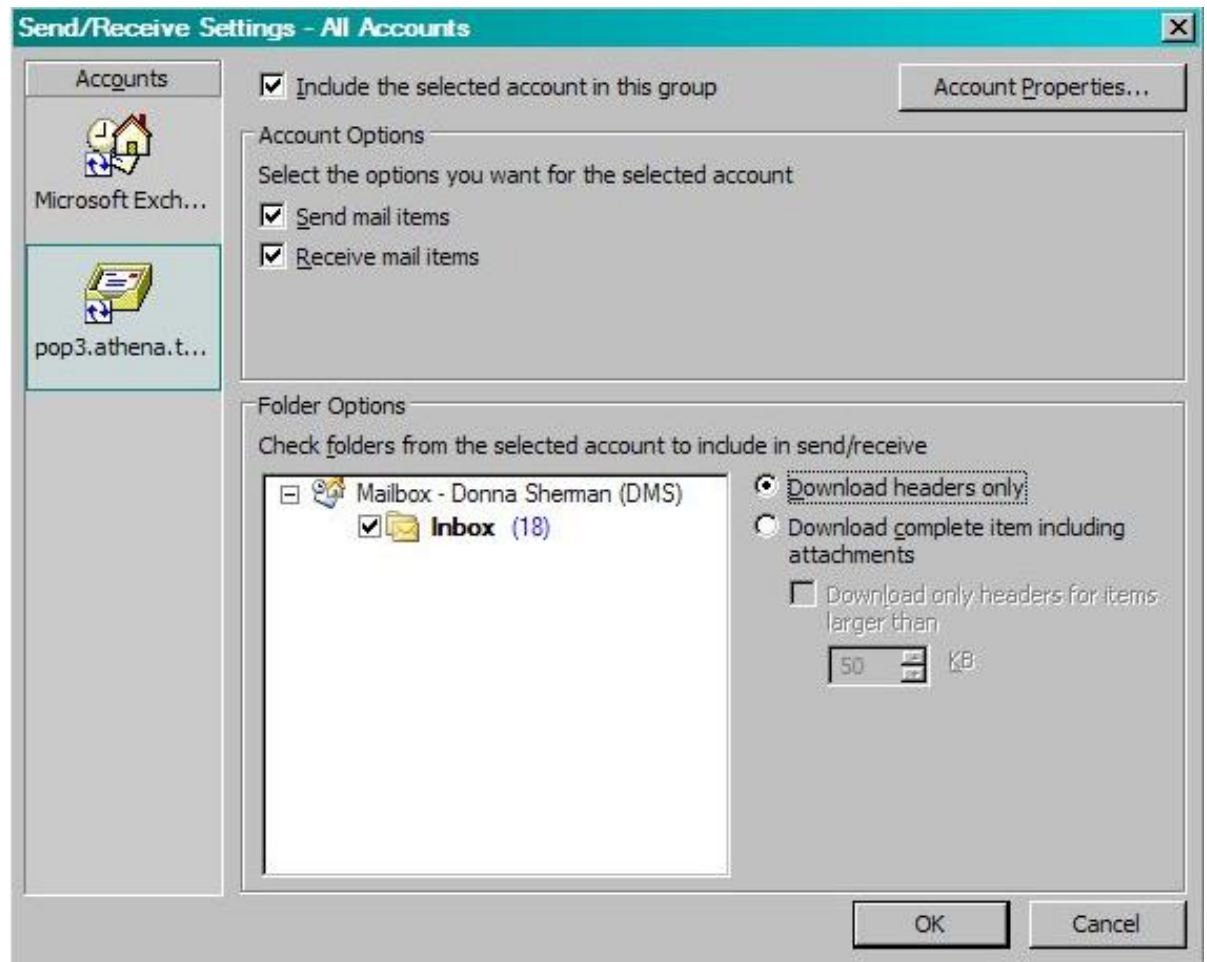 Send/Receive Settings - All Accounts
Accounts
Microsoft Exch...
pop3.athena.t...
Include the selected account in this group
Account Properties...
Account Options
Select the options you want for the selected account
Send mail items
Receive mail items
Folder Options
Check folders from the selected account to include in send/receive
Mailbox - Donna Sherman (DMS)
Inbox (18)
Download headers only
Download complete item including
attachments
Download only headers for items
larger than
50 KB
OK
Cancel